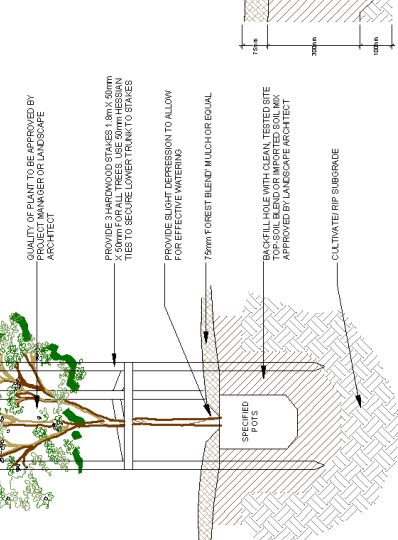 QUALITY OF PLANT TO BE APPROVED BY
PROJECT MANAGER OR LANDSCAPE
ARCHITECT
PROVIDE 3 HARDWOOD STAKES 1.8m X 50mm
X 50mm FOR ALL TREES. USE 50mm HESSIAN
TIES TO SECURE LOWER TRUNK TO STAKES
PROVIDE SLIGHT DEPRESSION TO ALLOW
FOR EFFECTIVE WATERING
75mm 'FOREST BLEND' MULCH OR EQUAL
BACKFILL HOLE WITH CLEAN, TESTED SITE
TOP-SOIL BLEND OR IMPORTED SOIL MIX
APPROVED BY LANDSCAPE ARCHITECT
CULTIVATE/ RIP SUBGRADE
SPECIFIED
POTS
75mm
300mm
100mm